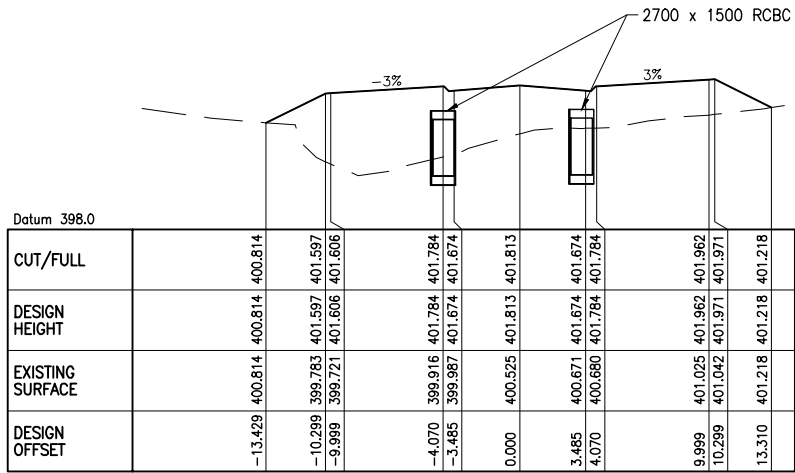 2700 x 1500 RCBC
-3%
3%
Datum 398.0
CUT/FULL
400.814 401.597 401.606 401.784 401.674 401.813 401.674 401.784 401.962 401.971 401.218
DESIGN
HEIGHT
400.814 401.597 401.606 401.784 401.674 401.813 401.674 401.784 401.962 401.971 401.218
EXISTING
SURFACE
400.814 399.783 399.721 399.916 399.987 400.525 400.671 400.680 401.025 401.042 401.218
DESIGN
OFFSET
-13.429 -10.299 -9.999 -4.070 -3.485 0.000 3.485 4.070 9.999 10.299 13.310